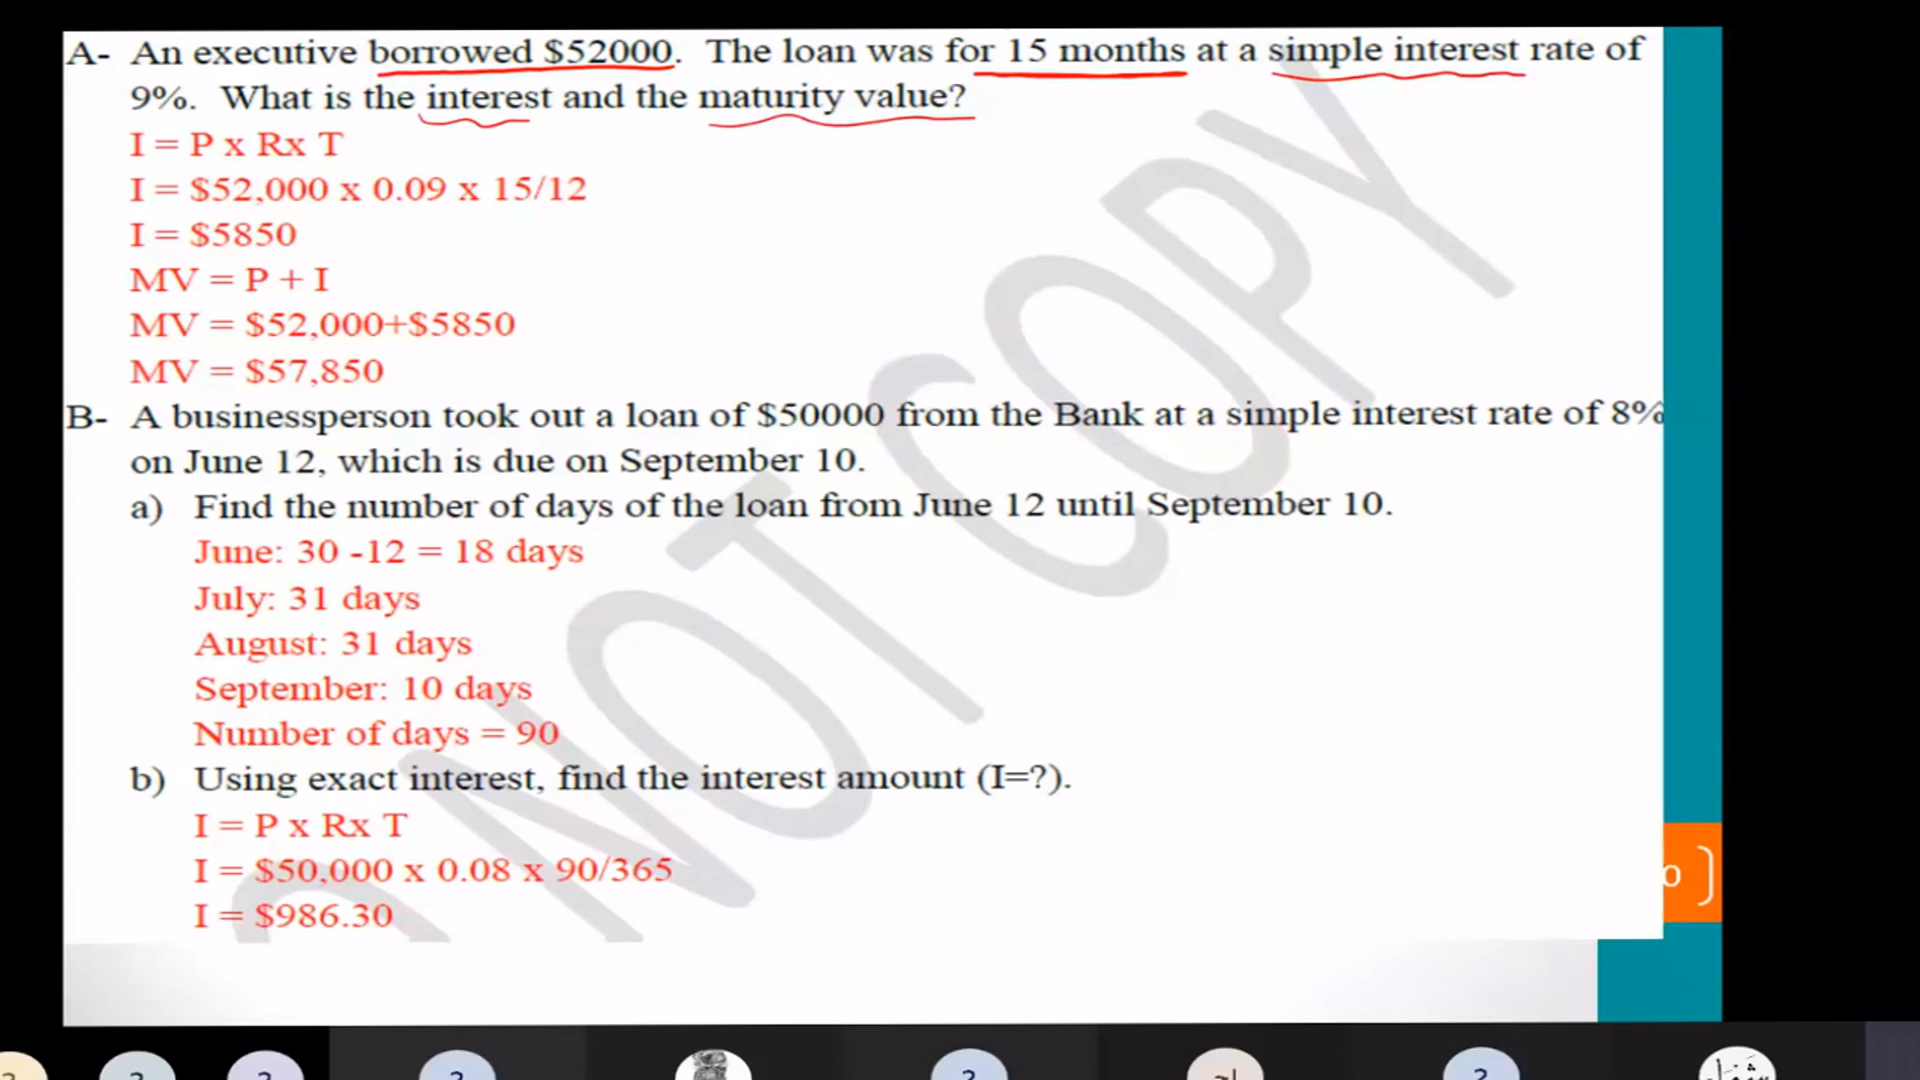 A- An executive borrowed $52000. The loan was for 15 months at a simple interest rate of
9%. What is the interest and the maturity value?
I = P x Rx T
I = $52,000 x 0.09 x 15/12
I = $5850
MV = P + I
MV = $52,000+$5850
MV = $57,850
B- A businessperson took out a loan of $50000 from the Bank at a simple interest rate of 8%
on June 12, which is due on September 10.
a) Find the number of days of the loan from June 12 until September 10.
June: 30 -12 = 18 days
July: 31 days
August: 31 days
September: 10 days
Number of days = 90
b) Using exact interest, find the interest amount (I=?).
I = P x Rx T
I = $50,000 x 0.08 x 90/365
I = $986.30
NOT COPY